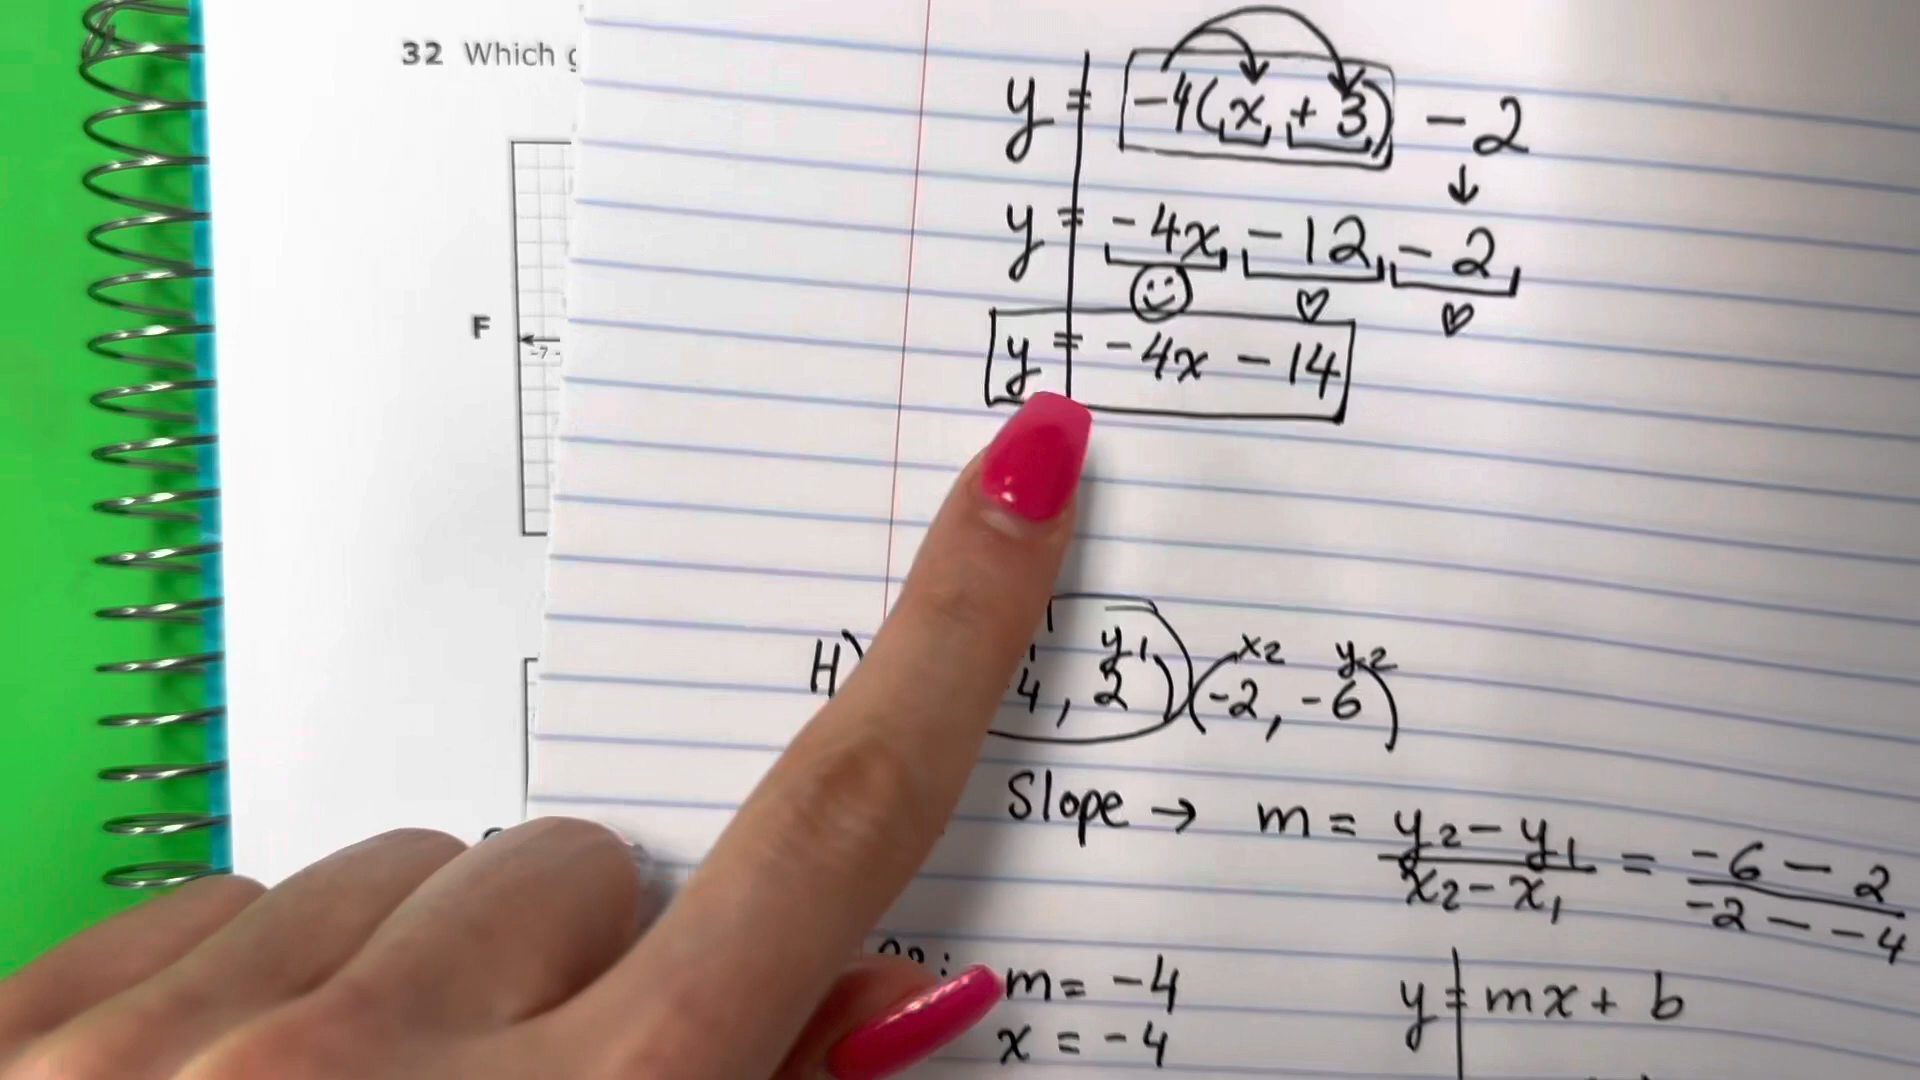 32 Which
y = -4(x + 3) - 2
y = -4x - 12 - 2
F
-7
y = -4x - 14
y1 x2 y2
H) 4, 2) (-2, -6)
Slope → m = y2 - y1 / x2 - x1 = -6 - 2 / -2 - -4
m = -4 y = mx + b
x = -4